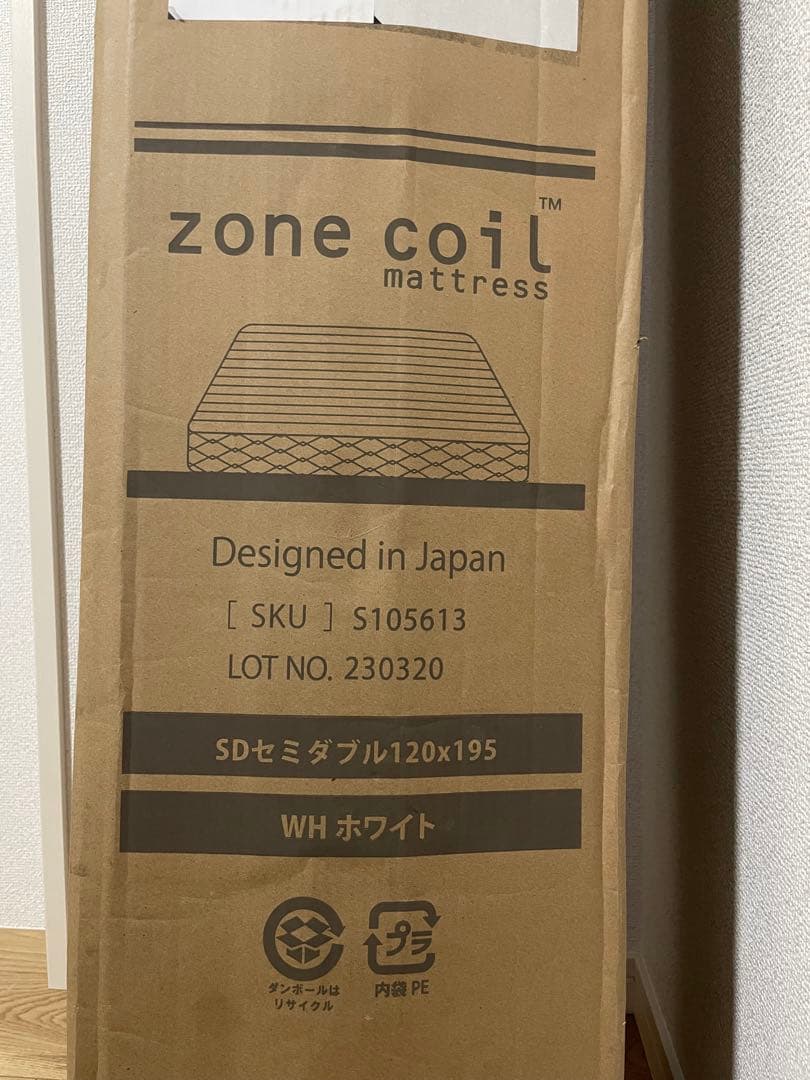 zone coil™
mattress
Designed in Japan
[ SKU ] S105613
LOT NO. 230320
SDセミダブル120x195
WH ホワイト
プラ
ダンボールは
リサイクル
内袋 PE